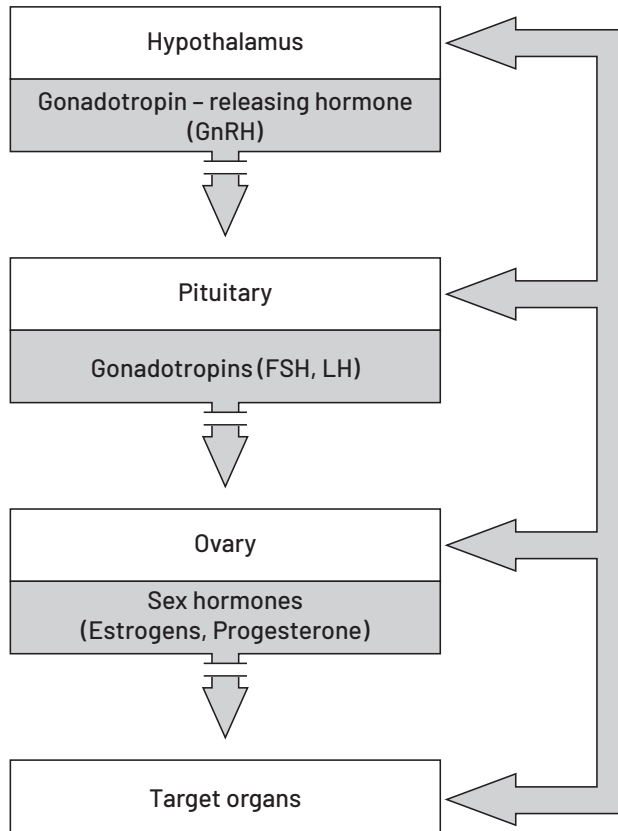 Hypothalamus
Gonadotropin – releasing hormone
(GnRH)
Pituitary
Gonadotropins (FSH, LH)
Ovary
Sex hormones
(Estrogens, Progesterone)
Target organs